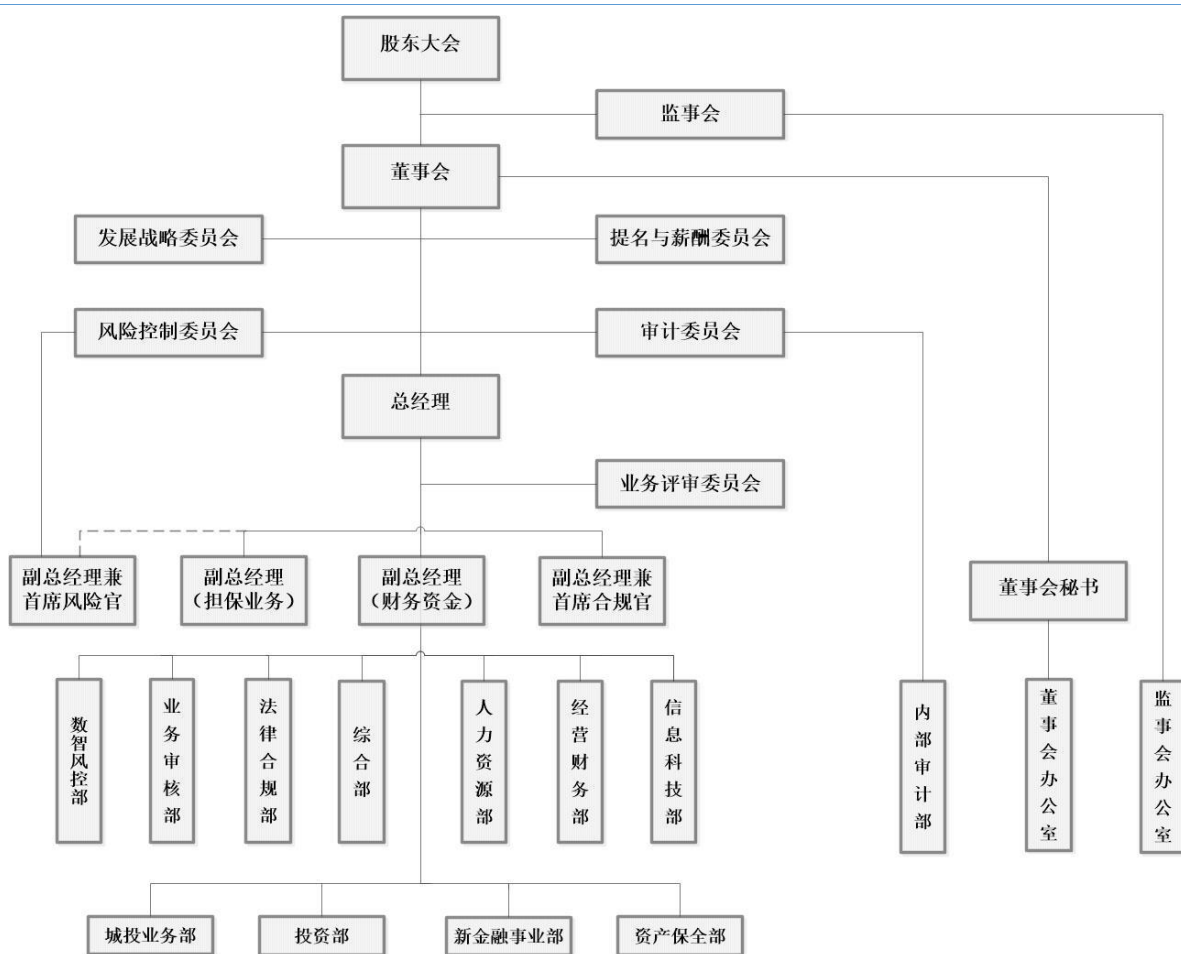 股东大会
监事会
董事会
发展战略委员会
提名与薪酬委员会
风险控制委员会
审计委员会
总经理
业务评审委员会
副总经理兼
首席风险官
副总经理
（担保业务）
副总经理
（财务资金）
副总经理兼
首席合规官
董事会秘书
数智风控部
业务审核部
法律合规部
综合部
人力资源部
经营财务部
信息科技部
内部审计部
董事会办公室
监事会办公室
城投业务部
投资部
新金融事业部
资产保全部